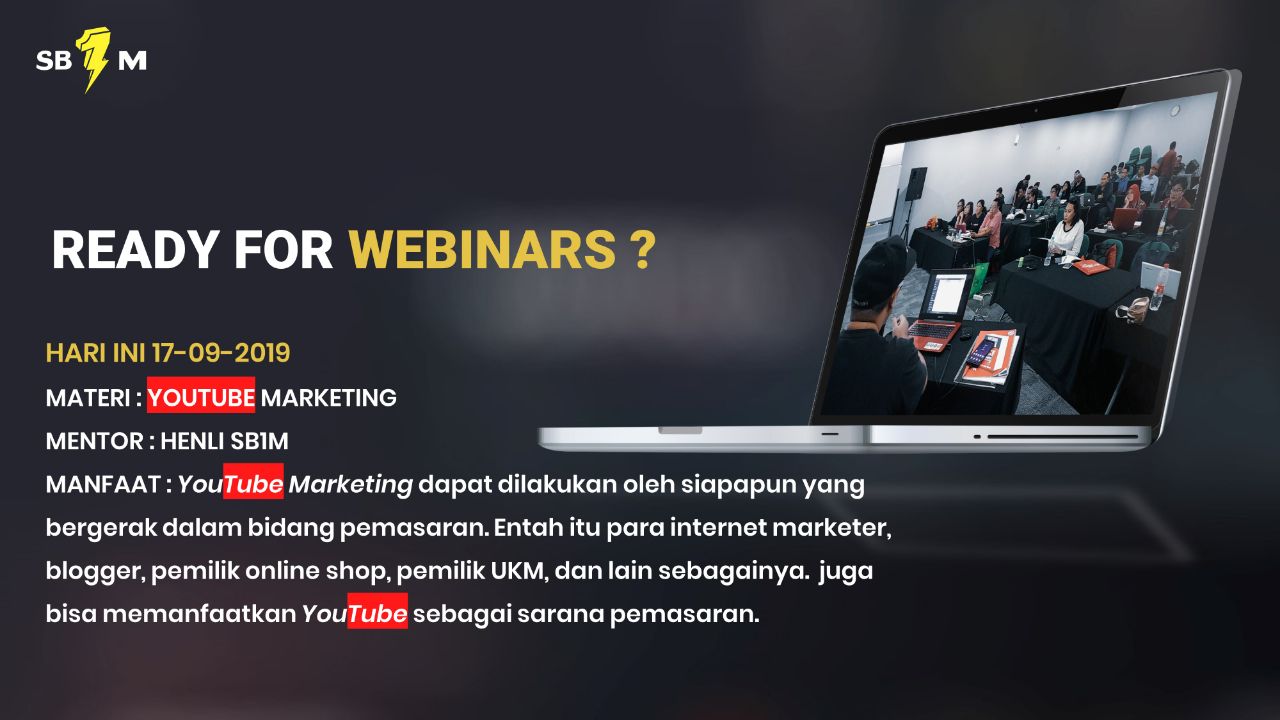 SB1M
READY FOR WEBINARS ?
HARI INI 17-09-2019
MATERI : YOUTUBE MARKETING
MENTOR : HENLI SB1M
MANFAAT : YouTube Marketing dapat dilakukan oleh siapapun yang
bergerak dalam bidang pemasaran. Entah itu para internet marketer,
blogger, pemilik online shop, pemilik UKM, dan lain sebagainya.  juga
bisa memanfaatkan YouTube sebagai sarana pemasaran.